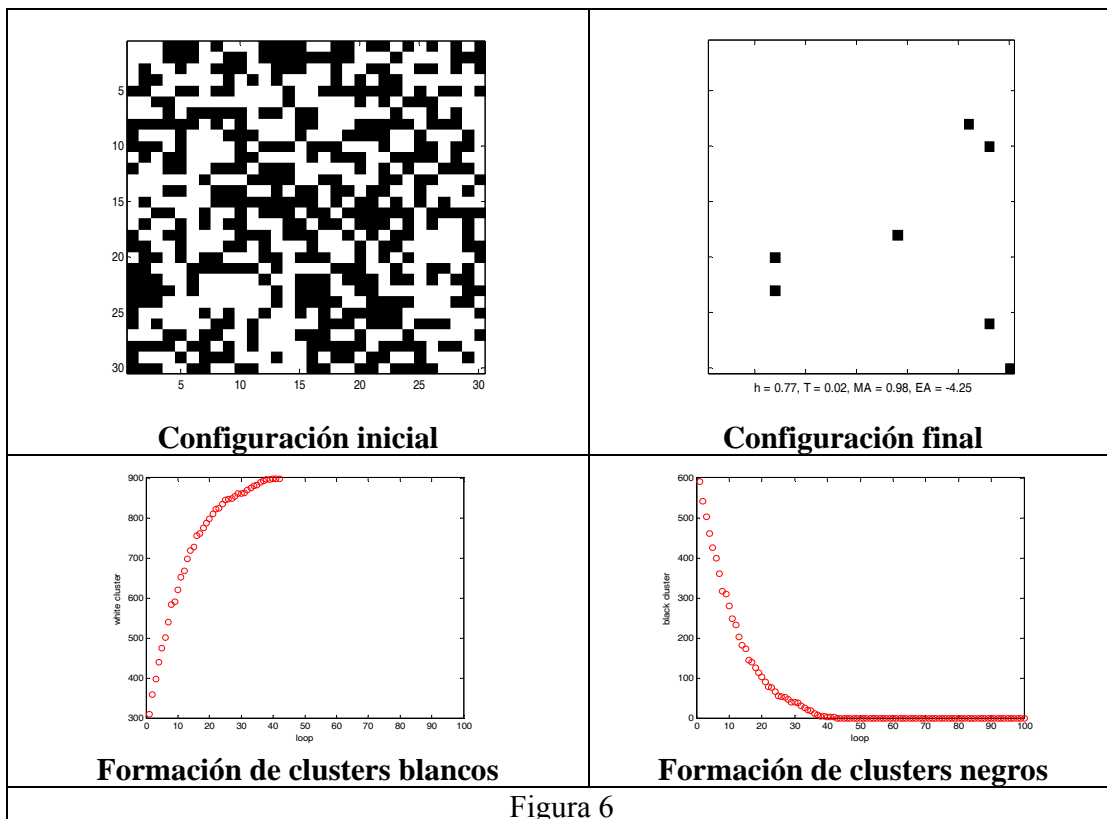 5
10
15
20
25
30
5 10 15 20 25 30
h = 0.77, T = 0.02, MA = 0.98, EA = -4.25
Configuración inicial
Configuración final
900
800
700
600
500
400
300
white cluster
0 10 20 30 40 50 60 70 80 90 100
loop
Formación de clusters blancos
600
500
400
300
200
100
0
black cluster
0 10 20 30 40 50 60 70 80 90 100
loop
Formación de clusters negros
Figura 6